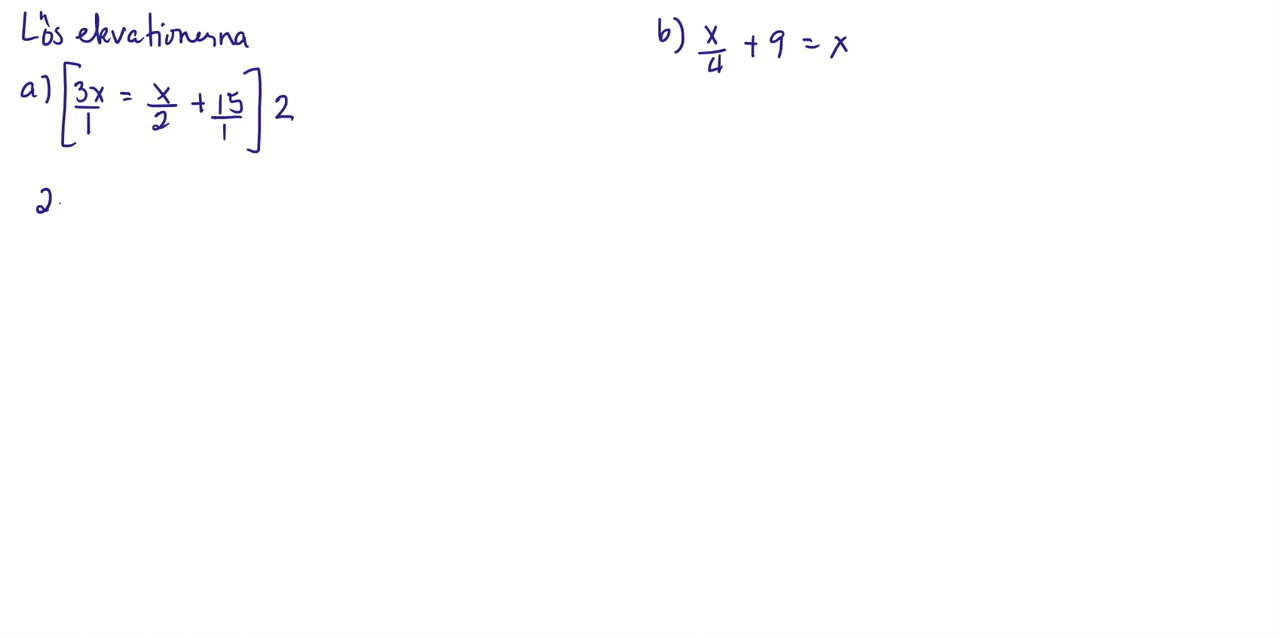 Lös ekvationerna
a) [3x/1 = x/2 + 15/1] 2
2·
b) x/4 + 9 = x